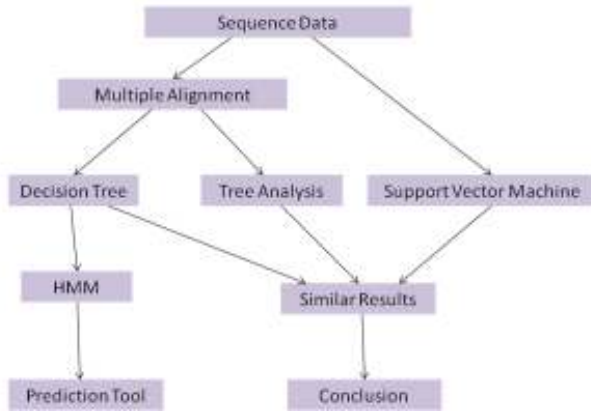 Sequence Data
Multiple Alignment
Decision Tree
Tree Analysis
Support Vector Machine
HMM
Similar Results
Prediction Tool
Conclusion